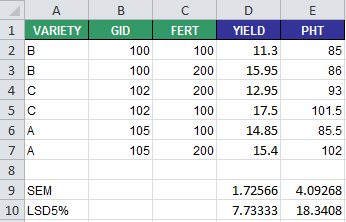 A B C D E
1 VARIETY GID FERT YIELD PHT
2 B 100 100 11.3 85
3 B 100 200 15.95 86
4 C 102 200 12.95 93
5 C 102 100 17.5 101.5
6 A 105 100 14.85 85.5
7 A 105 200 15.4 102
8
9 SEM 1.72566 4.09268
10 LSD5% 7.73333 18.3408